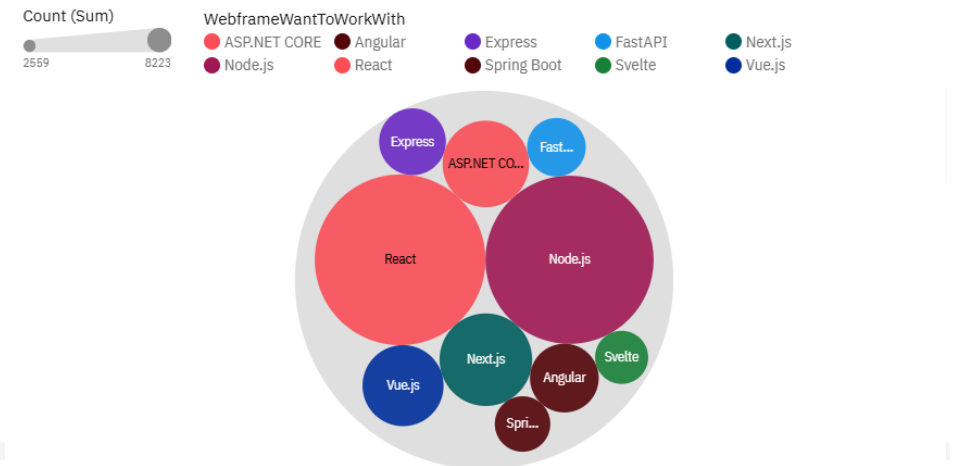 Count (Sum)
2559 8223
WebframeWantToWorkWith
ASP.NET CORE Angular Express FastAPI Next.js
Node.js React Spring Boot Svelte Vue.js
Express
ASP.NET CO...
Fast...
React
Node.js
Next.js
Svelte
Angular
Vue.js
Spri...